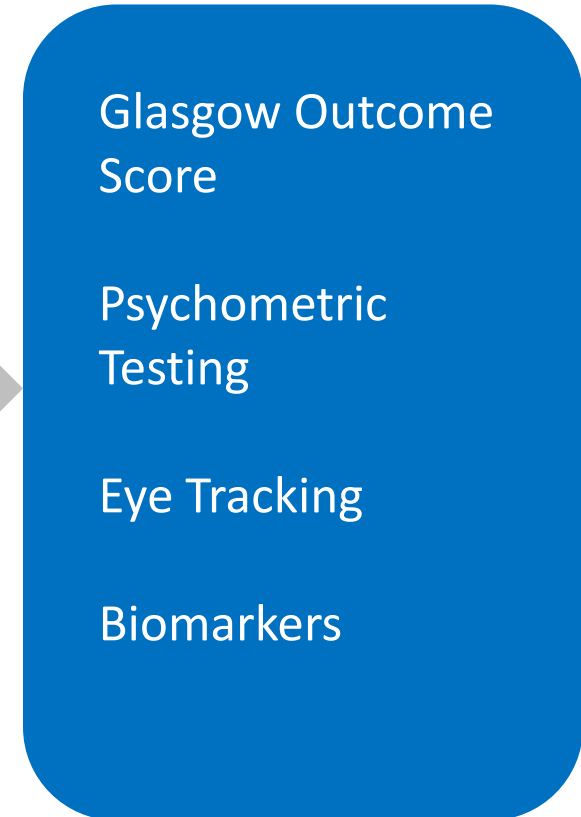 Glasgow Outcome
Score
Psychometric
Testing
Eye Tracking
Biomarkers